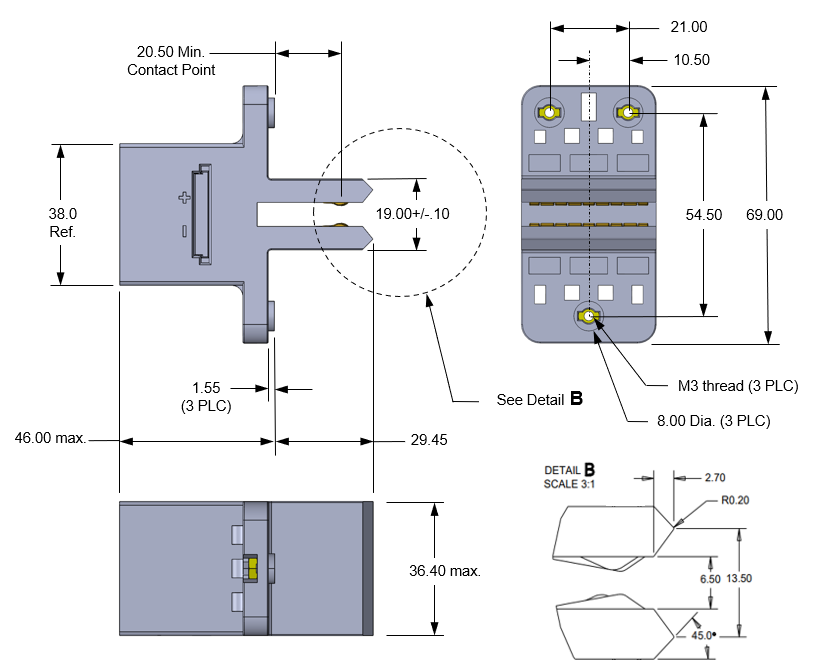 20.50 Min.
Contact Point
21.00
10.50
38.0
Ref.
+
-
19.00+/-.10
54.50
69.00
1.55
(3 PLC)
See Detail B
M3 thread (3 PLC)
8.00 Dia. (3 PLC)
46.00 max.
29.45
DETAIL B
SCALE 3:1
2.70
R0.20
36.40 max.
6.50
13.50
45.0°